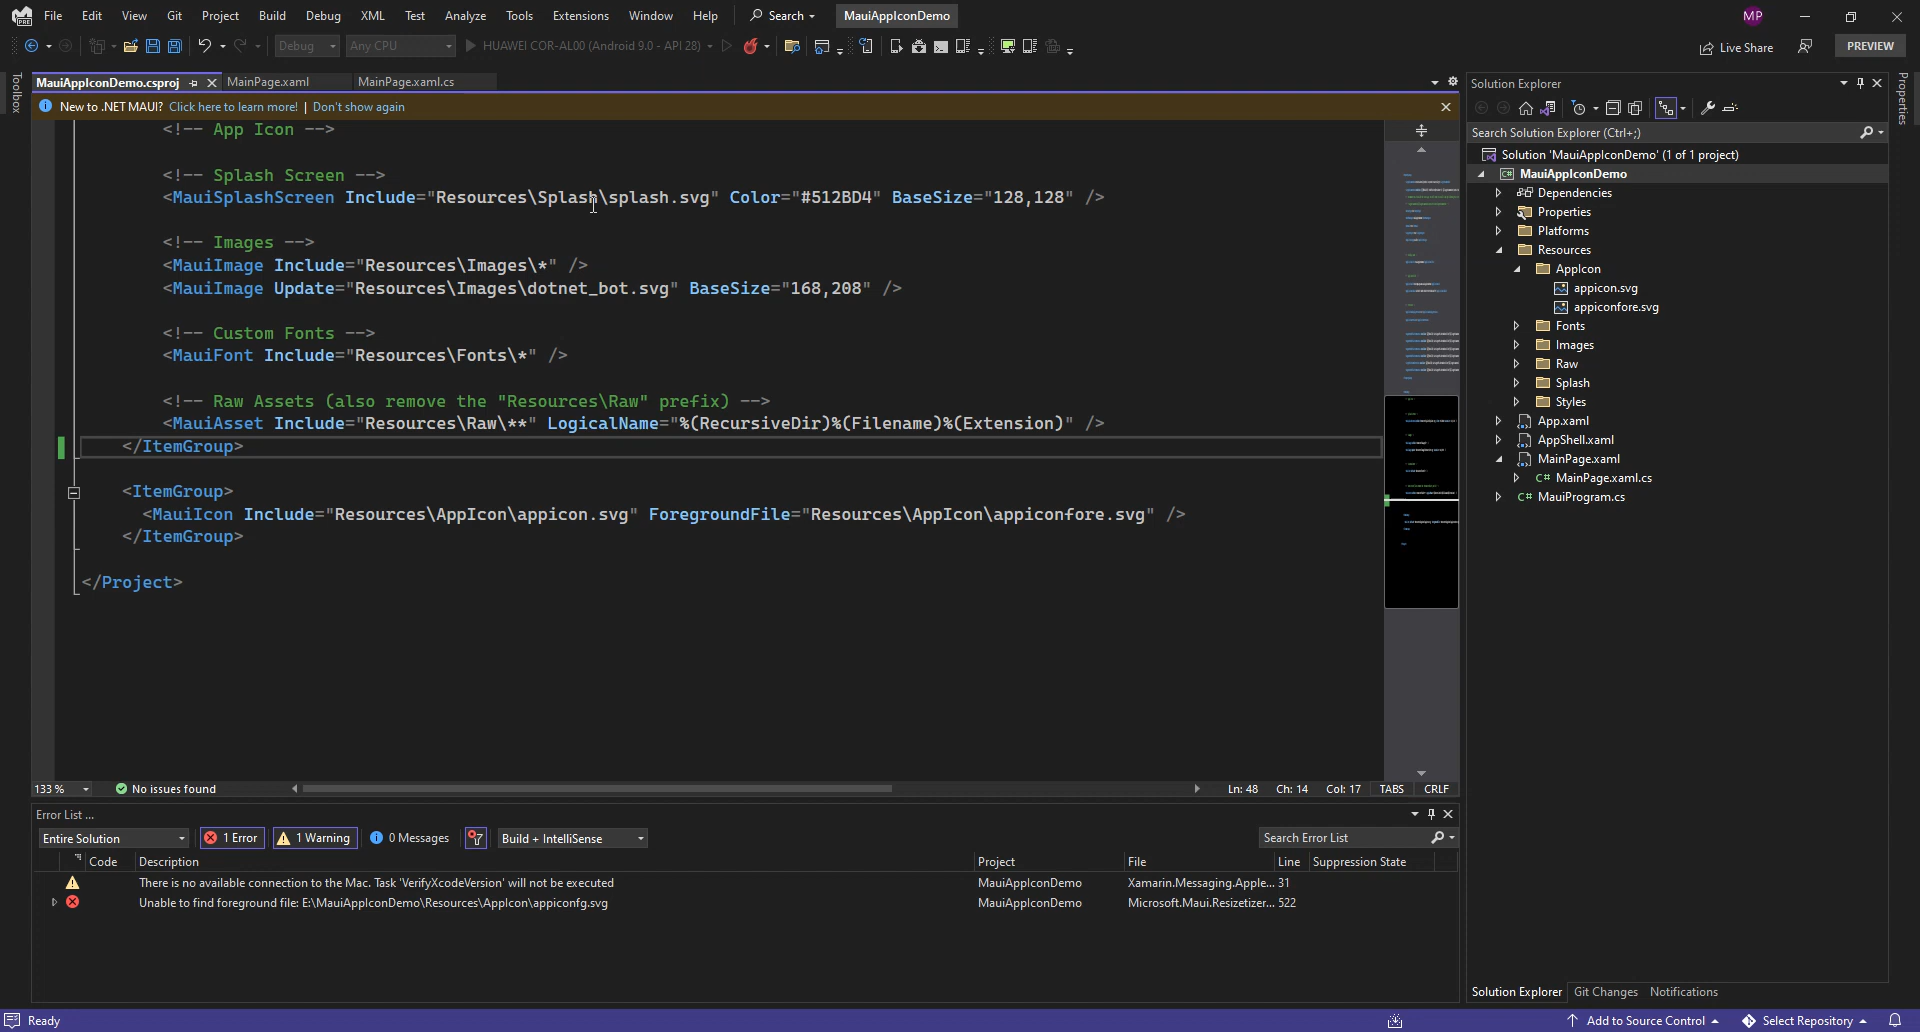 File Edit View Git Project Build Debug XML Test Analyze Tools Extensions Window Help Search MauiAppIconDemo MP
Debug Any CPU HUAWEI COR-AL00 (Android 9.0 - API 28) Live Share PREVIEW
Toolbox
MauiAppIconDemo.csproj MainPage.xaml MainPage.xaml.cs
New to .NET MAUI? Click here to learn more! | Don't show again
<!-- App Icon -->
<!-- Splash Screen -->
<MauiSplashScreen Include="Resources\Splash\splash.svg" Color="#512BD4" BaseSize="128,128" />
<!-- Images -->
<MauiImage Include="Resources\Images\*" />
<MauiImage Update="Resources\Images\dotnet_bot.svg" BaseSize="168,208" />
<!-- Custom Fonts -->
<MauiFont Include="Resources\Fonts\*" />
<!-- Raw Assets (also remove the "Resources\Raw" prefix) -->
<MauiAsset Include="Resources\Raw\**" LogicalName="%(RecursiveDir)%(Filename)%(Extension)" />
</ItemGroup>
<ItemGroup>
<MauiIcon Include="Resources\AppIcon\appicon.svg" ForegroundFile="Resources\AppIcon\appiconfore.svg" />
</ItemGroup>
</Project>
133 % No issues found Ln: 48 Ch: 14 Col: 17 TABS CRLF
Error List ...
Entire Solution 1 Error 1 Warning 0 Messages Build + IntelliSense Search Error List
Code Description Project File Line Suppression State
There is no available connection to the Mac. Task 'VerifyXcodeVersion' will not be executed MauiAppIconDemo Xamarin.Messaging.Apple... 31
Unable to find foreground file: E:\MauiAppIconDemo\Resources\AppIcon\appiconfg.svg MauiAppIconDemo Microsoft.Maui.Resizetizer... 522
Solution Explorer
Search Solution Explorer (Ctrl+;)
Solution 'MauiAppIconDemo' (1 of 1 project)
C# MauiAppIconDemo
Dependencies
Properties
Platforms
Resources
AppIcon
appicon.svg
appiconfore.svg
Fonts
Images
Raw
Splash
Styles
App.xaml
AppShell.xaml
MainPage.xaml
C# MainPage.xaml.cs
C# MauiProgram.cs
Solution Explorer Git Changes Notifications
Properties
Ready Add to Source Control Select Repository